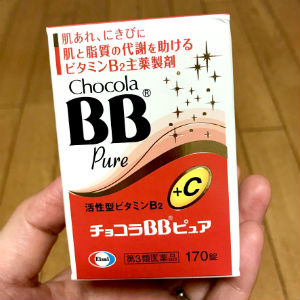 肌あれ、にきびに
肌と脂質の代謝を助ける
ビタミンB2主薬製剤
Chocola
BB®
Pure
+C
活性型ビタミンB2
チョコラBB®ピュア
Eisai
第3類医薬品
170錠